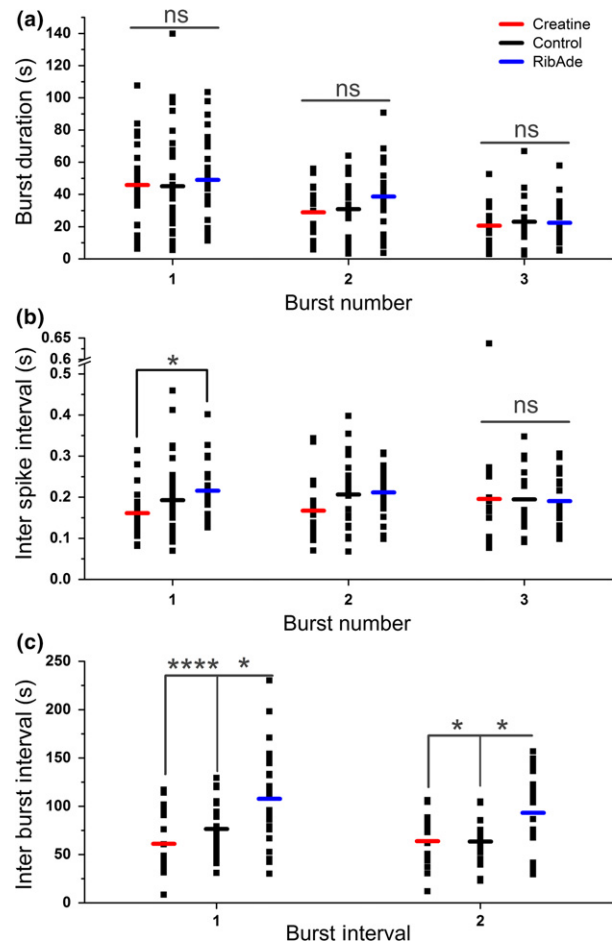 (a)
ns
Creatine
Control
RibAde
ns
ns
Burst duration (s)
140
120
100
80
60
40
20
0
1 2 3
Burst number
(b)
0.65
0.6
0.5
0.4
0.3
0.2
0.1
0.0
Inter spike interval (s)
*
ns
1 2 3
Burst number
(c)
250
200
150
100
50
0
Inter burst interval (s)
**** *
* *
1 2
Burst interval